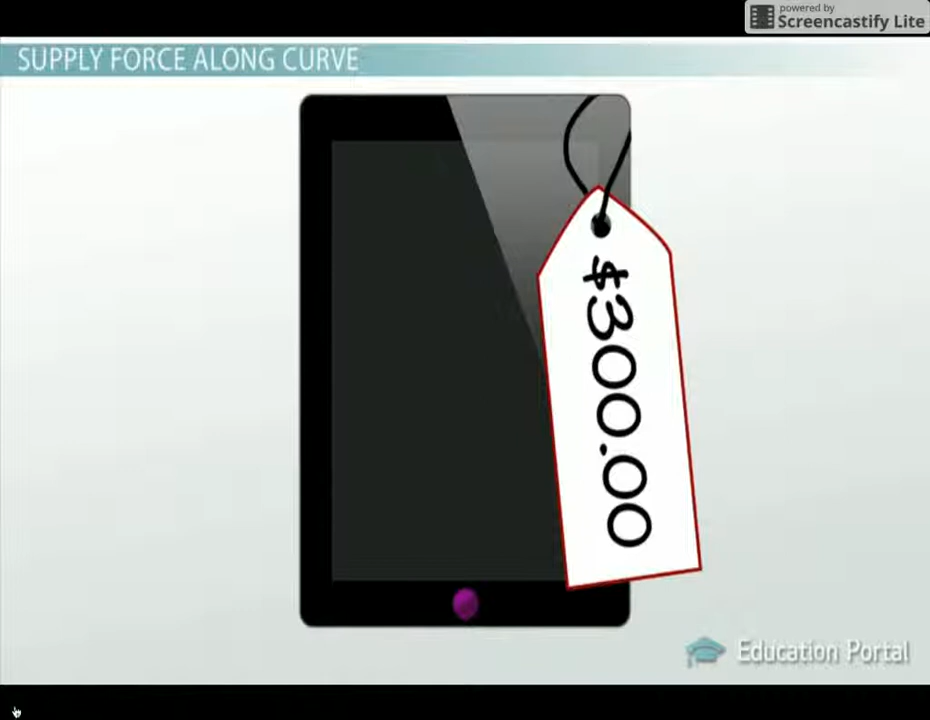 powered by
Screencastify Lite
SUPPLY FORCE ALONG CURVE
$300.00
Education Portal